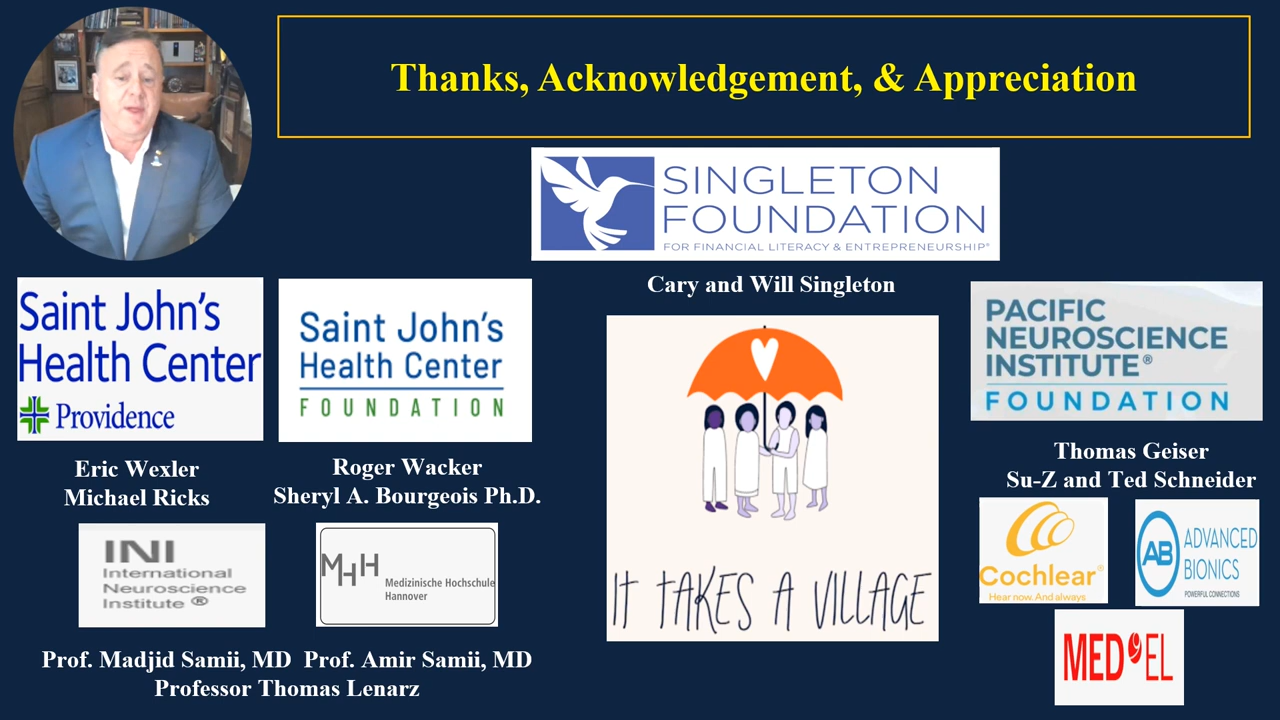 Thanks, Acknowledgement, & Appreciation
SINGLETON
FOUNDATION
FOR FINANCIAL LITERACY & ENTREPRENEURSHIP®
Cary and Will Singleton
Saint John's
Health Center
Providence
Eric Wexler
Michael Ricks
Saint John's
Health Center
FOUNDATION
Roger Wacker
Sheryl A. Bourgeois Ph.D.
IT TAKES A VILLAGE
PACIFIC
NEUROSCIENCE
INSTITUTE®
FOUNDATION
Thomas Geiser
Su-Z and Ted Schneider
INI
International
Neuroscience
Institute ®
MHH
Medizinische Hochschule
Hannover
Prof. Madjid Samii, MD Prof. Amir Samii, MD
Professor Thomas Lenarz
Cochlear®
Hear now. And always
AB
ADVANCED
BIONICS
POWERFUL CONNECTIONS
MED EL